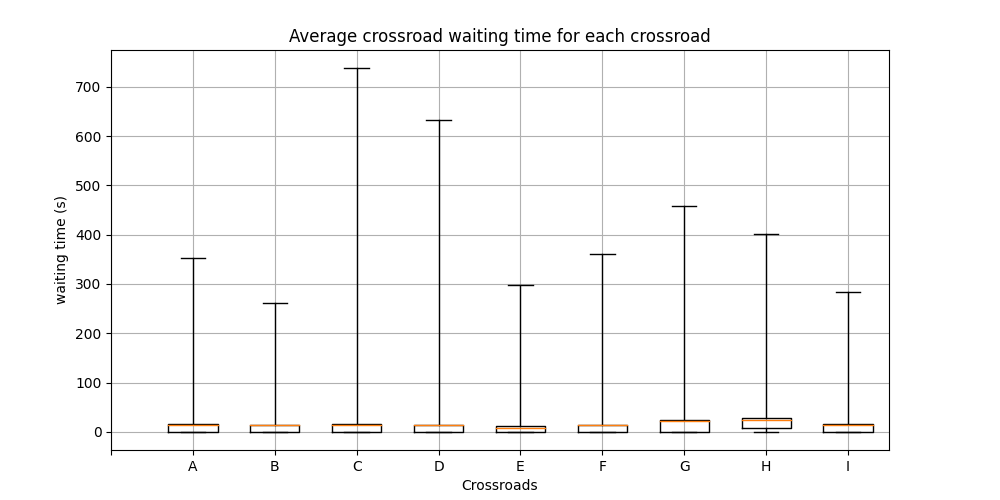 Average crossroad waiting time for each crossroad
waiting time (s)
700
600
500
400
300
200
100
0
A B C D E F G H I
Crossroads